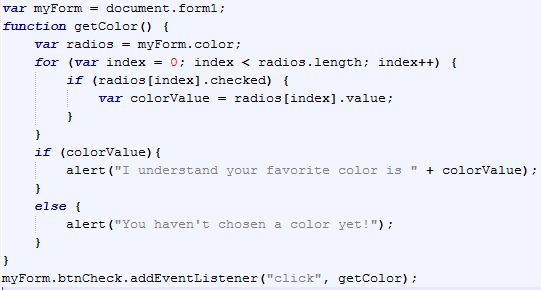 var myForm = document.form1;
function getColor() {
    var radios = myForm.color;
    for (var index = 0; index < radios.length; index++) {
        if (radios[index].checked) {
            var colorValue = radios[index].value;
        }
    }
    if (colorValue){
        alert("I understand your favorite color is " + colorValue);
    }
    else {
        alert("You haven't chosen a color yet!");
    }
}
myForm.btnCheck.addEventListener("click", getColor);